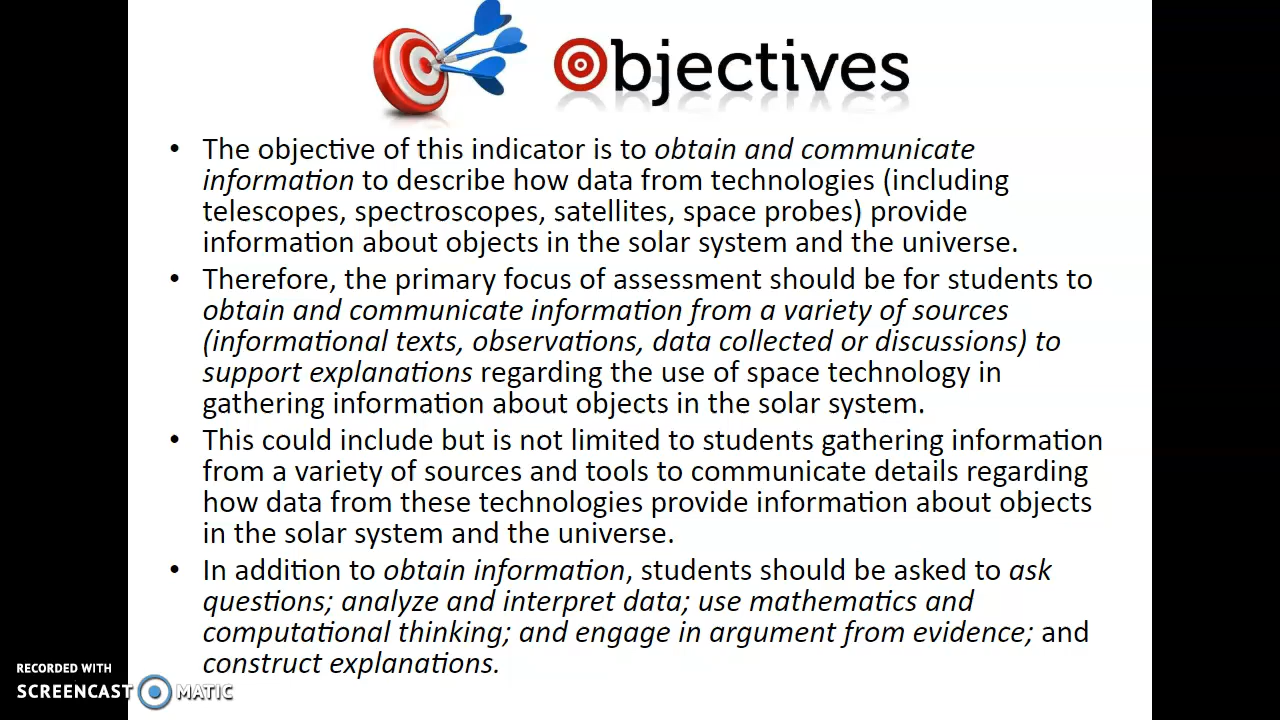 Objectives
• The objective of this indicator is to obtain and communicate
information to describe how data from technologies (including
telescopes, spectroscopes, satellites, space probes) provide
information about objects in the solar system and the universe.
• Therefore, the primary focus of assessment should be for students to
obtain and communicate information from a variety of sources
(informational texts, observations, data collected or discussions) to
support explanations regarding the use of space technology in
gathering information about objects in the solar system.
• This could include but is not limited to students gathering information
from a variety of sources and tools to communicate details regarding
how data from these technologies provide information about objects
in the solar system and the universe.
• In addition to obtain information, students should be asked to ask
questions; analyze and interpret data; use mathematics and
computational thinking; and engage in argument from evidence; and
construct explanations.
RECORDED WITH
SCREENCAST MATIC